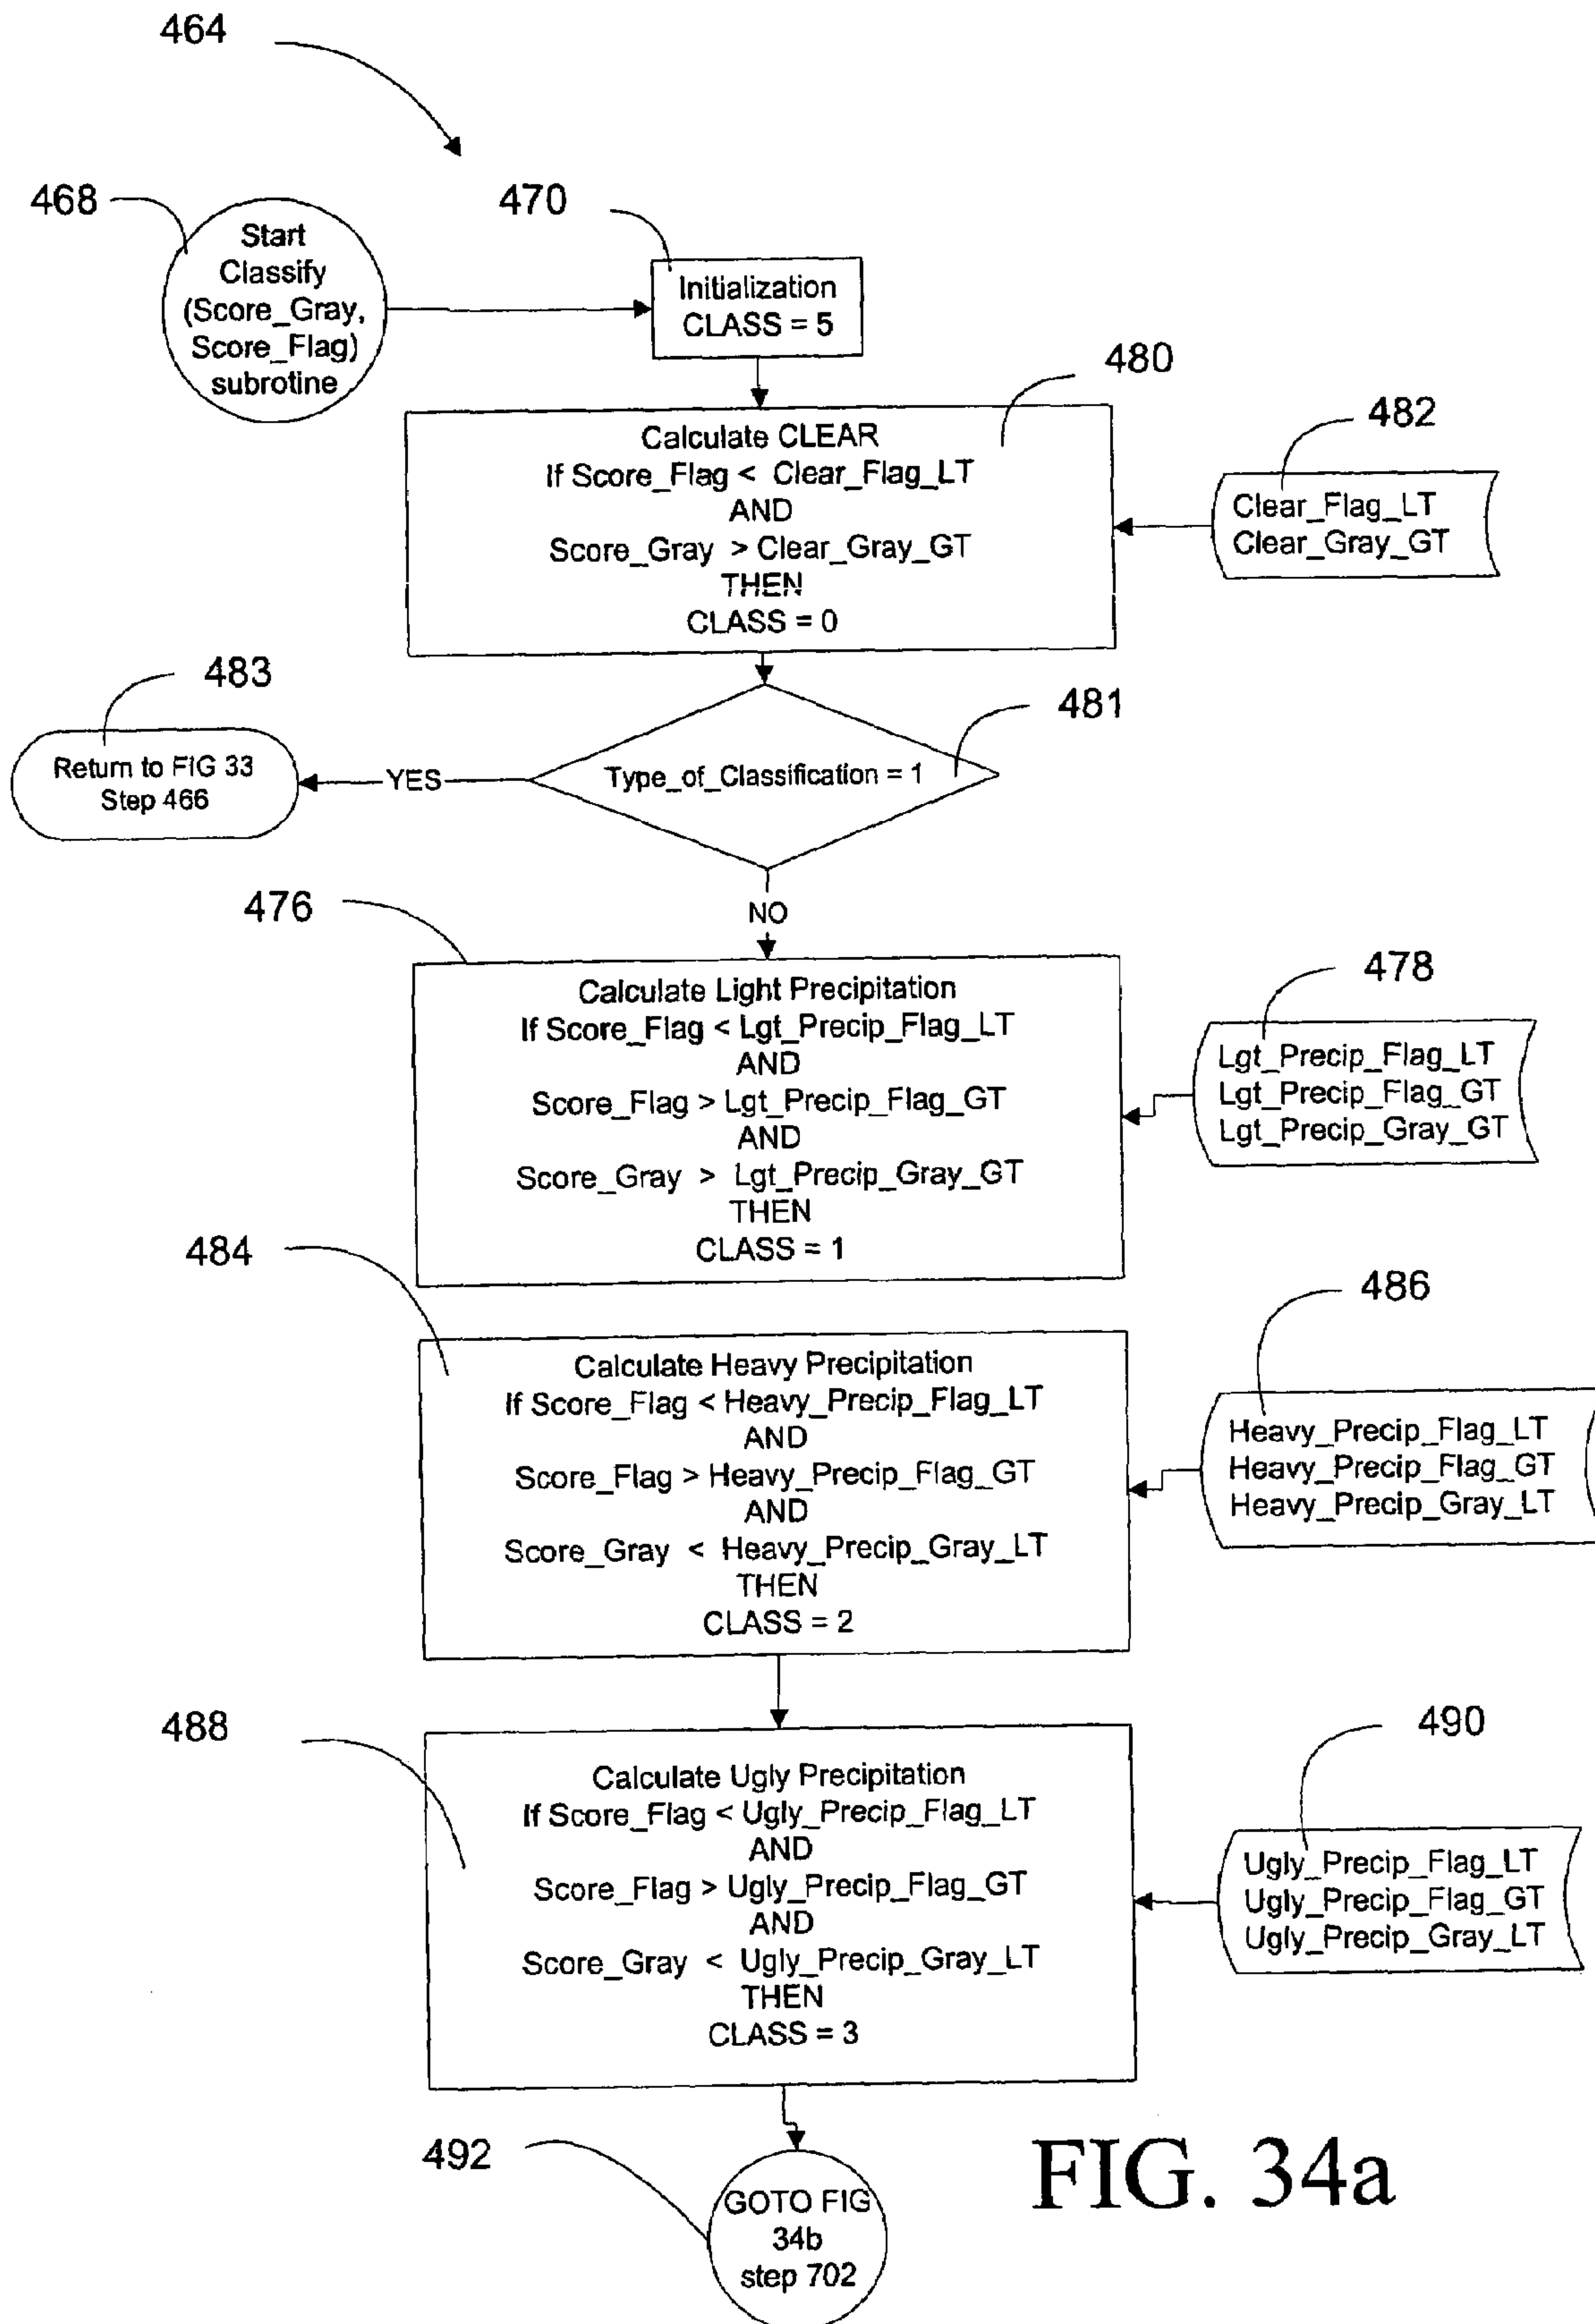 464
468
Start
Classify
(Score_Gray,
Score_Flag)
subrotine
470
Initialization
CLASS = 5
480
Calculate CLEAR
If Score_Flag < Clear_Flag_LT
AND
Score_Gray > Clear_Gray_GT
THEN
CLASS = 0
482
Clear_Flag_LT
Clear_Gray_GT
483
Return to FIG 33
Step 466
YES
481
Type_of_Classification = 1
NO
476
Calculate Light Precipitation
If Score_Flag < Lgt_Precip_Flag_LT
AND
Score_Flag > Lgt_Precip_Flag_GT
AND
Score_Gray > Lgt_Precip_Gray_GT
THEN
CLASS = 1
478
Lgt_Precip_Flag_LT
Lgt_Precip_Flag_GT
Lgt_Precip_Gray_GT
484
Calculate Heavy Precipitation
If Score_Flag < Heavy_Precip_Flag_LT
AND
Score_Flag > Heavy_Precip_Flag_GT
AND
Score_Gray < Heavy_Precip_Gray_LT
THEN
CLASS = 2
486
Heavy_Precip_Flag_LT
Heavy_Precip_Flag_GT
Heavy_Precip_Gray_LT
488
Calculate Ugly Precipitation
If Score_Flag < Ugly_Precip_Flag_LT
AND
Score_Flag > Ugly_Precip_Flag_GT
AND
Score_Gray < Ugly_Precip_Gray_LT
THEN
CLASS = 3
490
Ugly_Precip_Flag_LT
Ugly_Precip_Flag_GT
Ugly_Precip_Gray_LT
492
GOTO FIG
34b
step 702
FIG. 34a